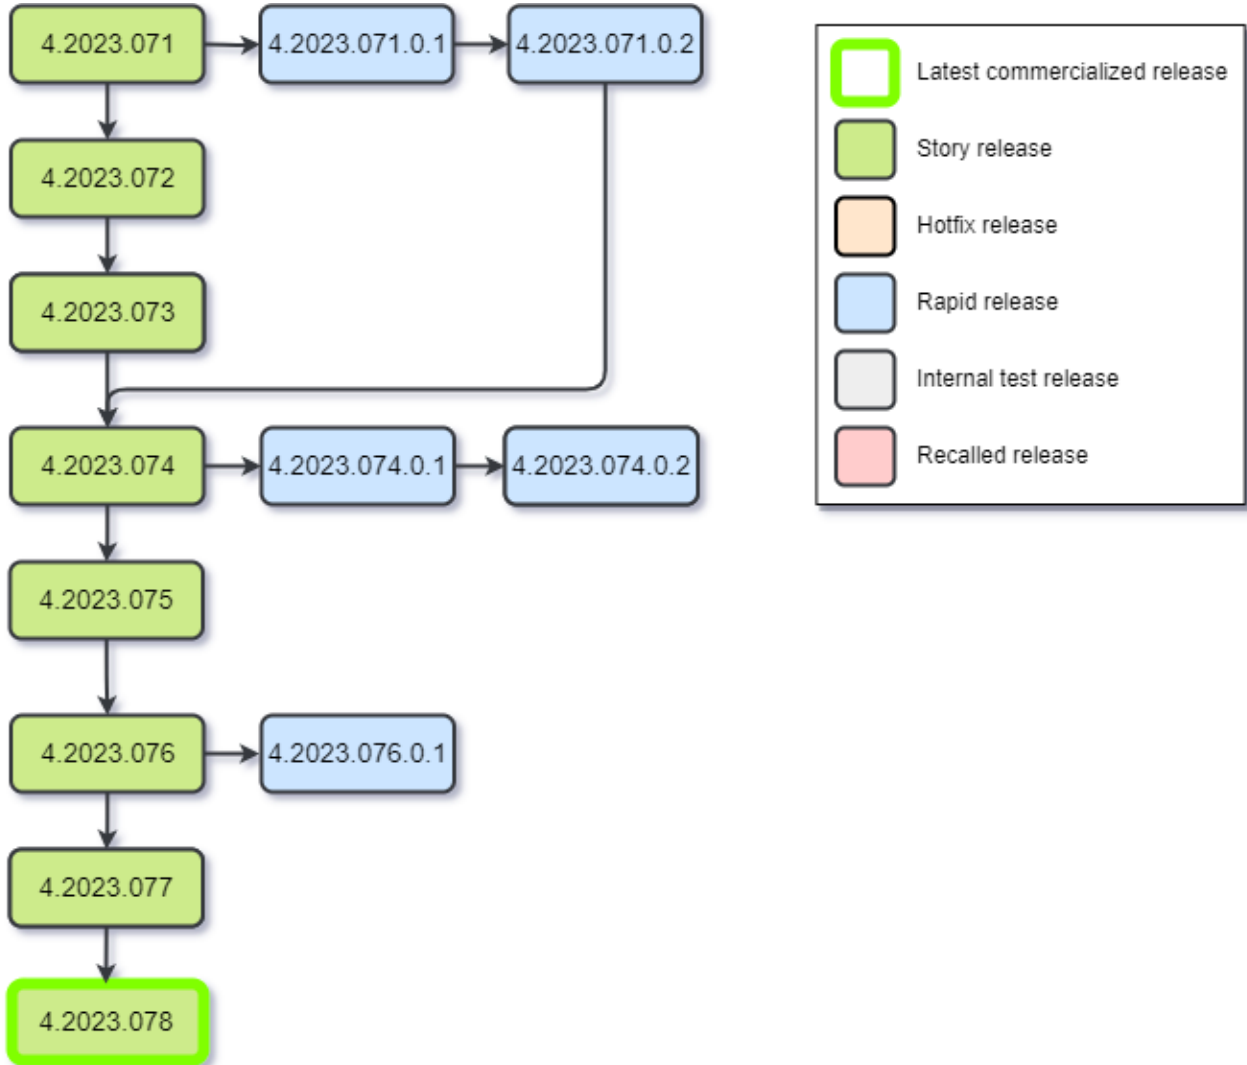 4.2023.071
4.2023.071.0.1
4.2023.071.0.2
4.2023.072
4.2023.073
4.2023.074
4.2023.074.0.1
4.2023.074.0.2
4.2023.075
4.2023.076
4.2023.076.0.1
4.2023.077
4.2023.078
Latest commercialized release
Story release
Hotfix release
Rapid release
Internal test release
Recalled release